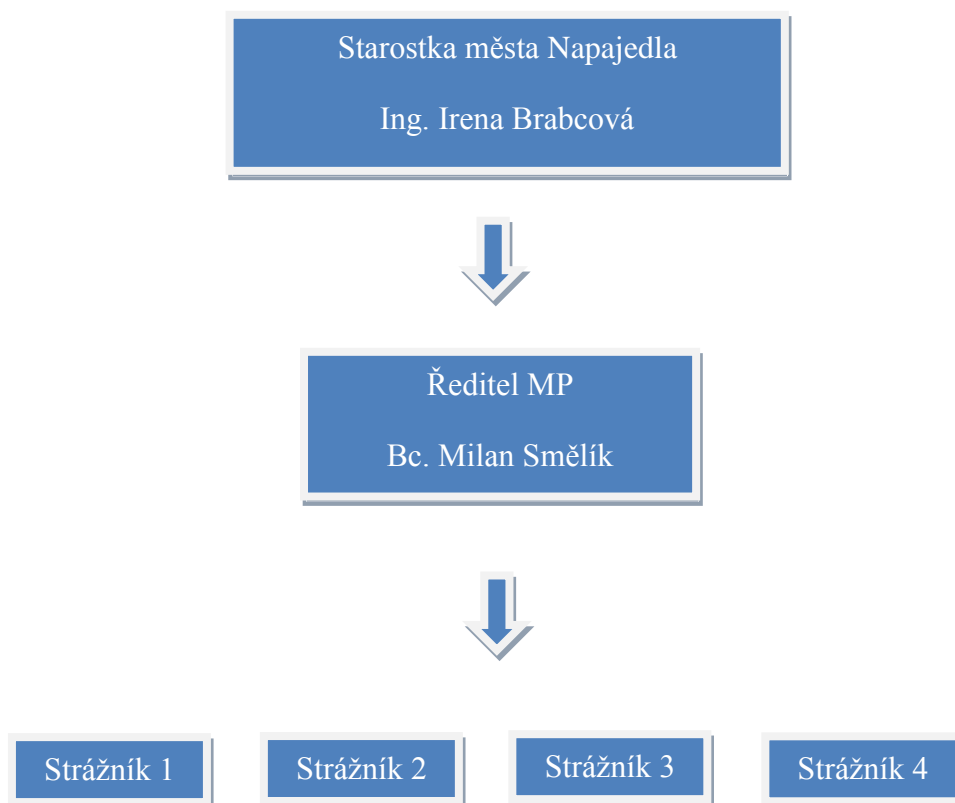 Starostka města Napajedla
Ing. Irena Brabcová
Ředitel MP
Bc. Milan Smělík
Strážník 1
Strážník 2
Strážník 3
Strážník 4